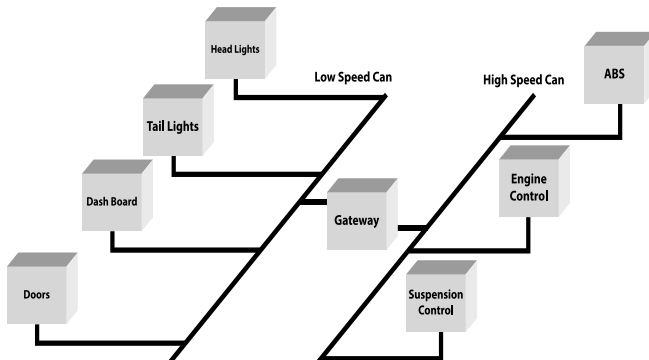 Head Lights
Low Speed Can
High Speed Can
ABS
Tail Lights
Engine
Control
Dash Board
Gateway
Doors
Suspension
Control